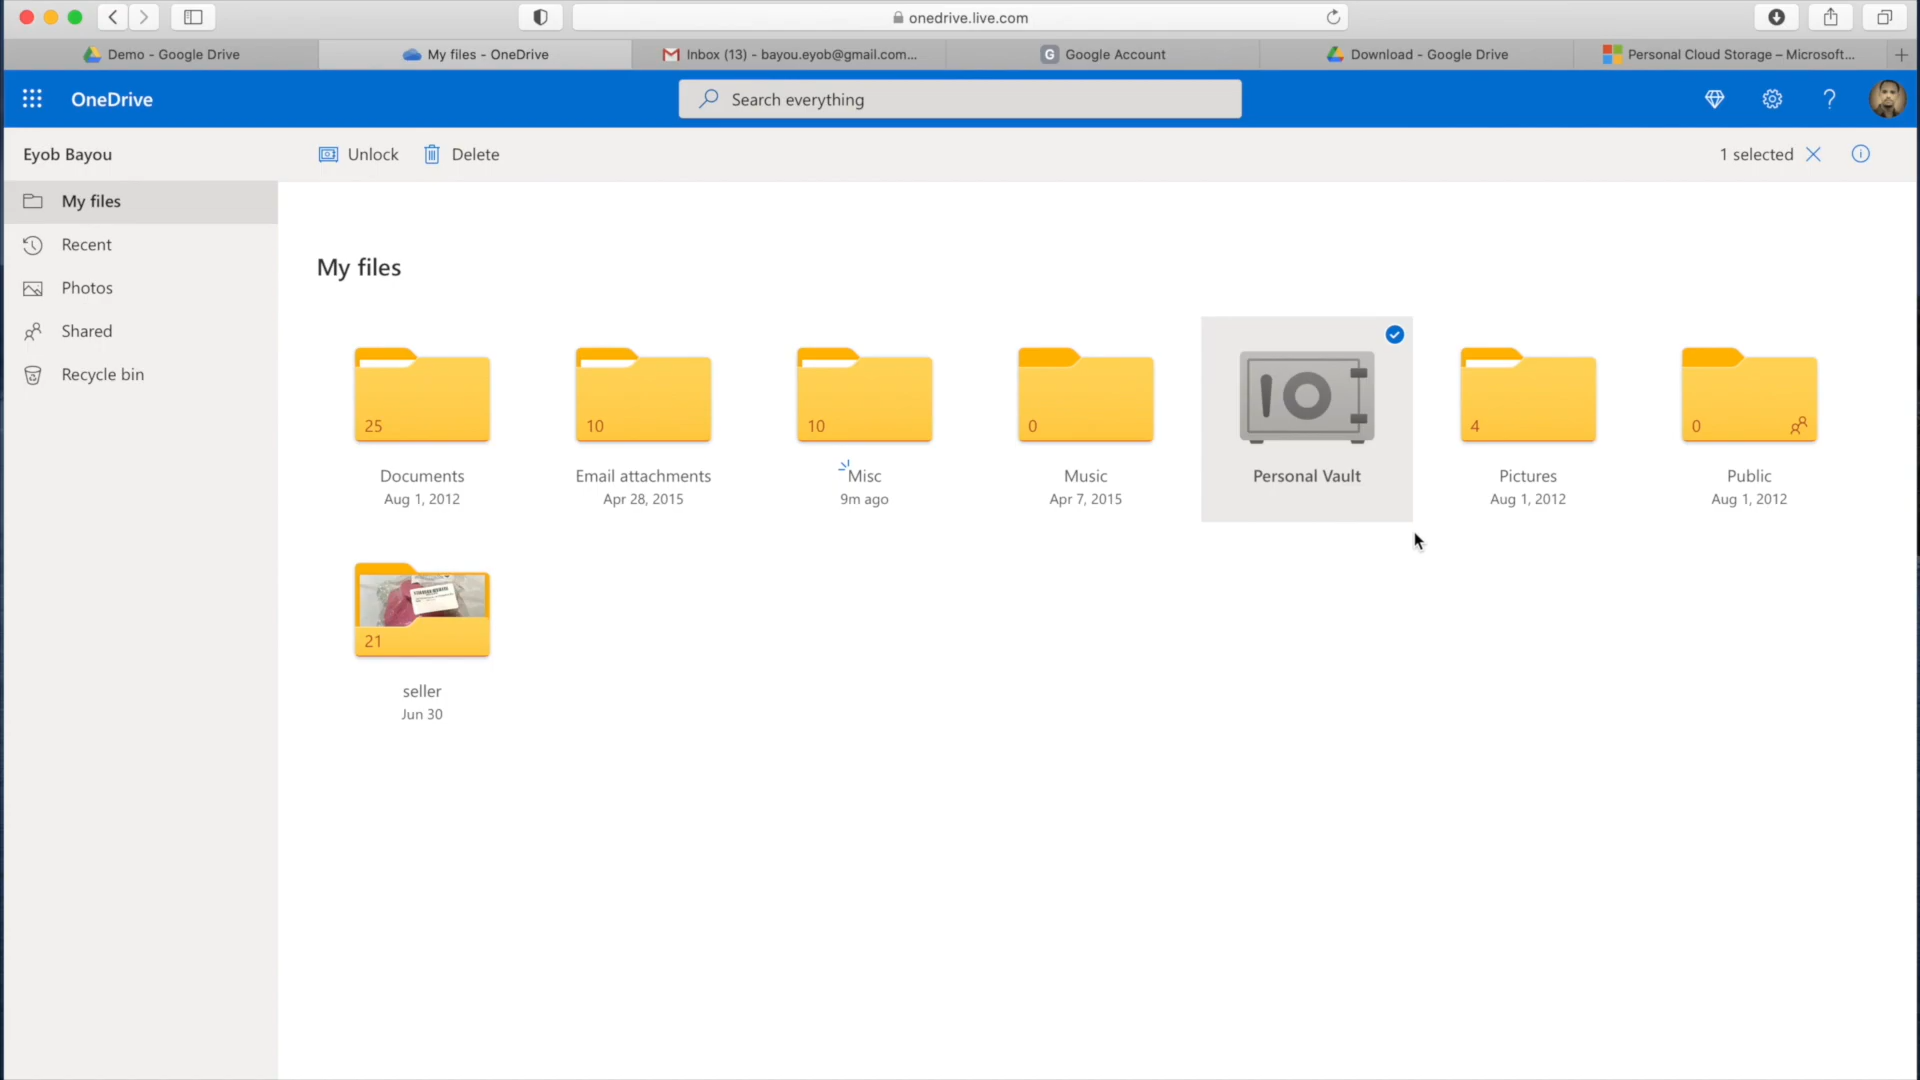 onedrive.live.com
Demo - Google Drive
My files - OneDrive
Inbox (13) - bayou.eyob@gmail.com...
G Google Account
Download - Google Drive
Personal Cloud Storage – Microsoft...
OneDrive
Search everything
?
Eyob Bayou
Unlock
Delete
1 selected
My files
Recent
Photos
Shared
Recycle bin
My files
25
Documents
Aug 1, 2012
10
Email attachments
Apr 28, 2015
10
Misc
9m ago
0
Music
Apr 7, 2015
Personal Vault
4
Pictures
Aug 1, 2012
0
Public
Aug 1, 2012
21
seller
Jun 30